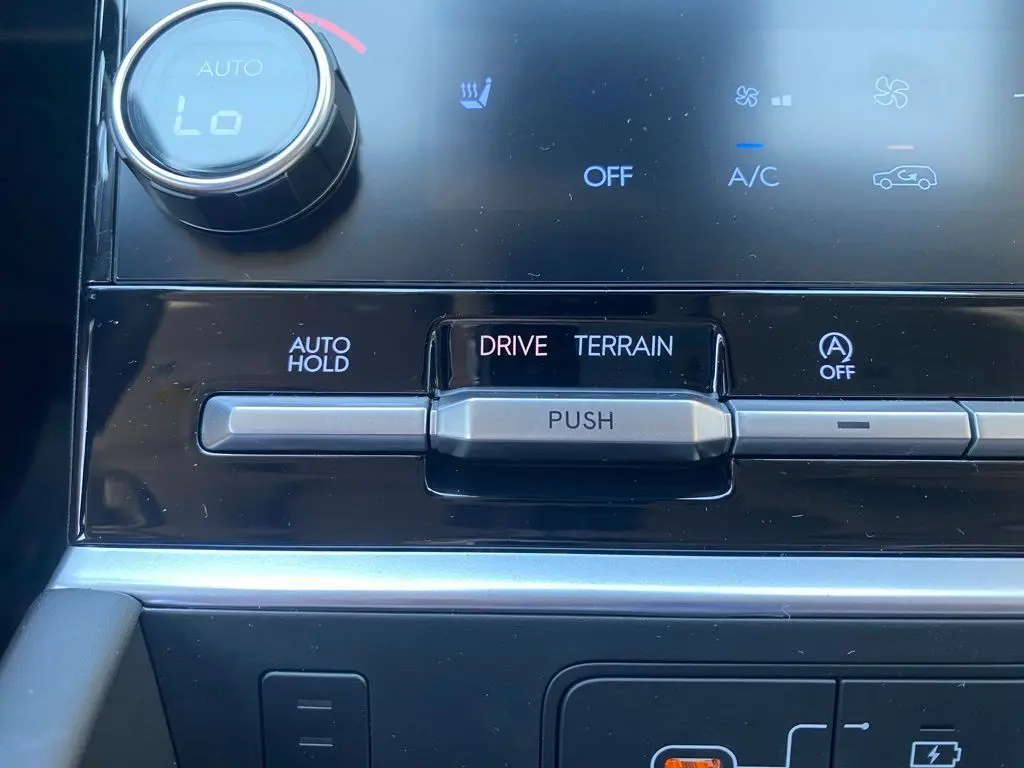 AUTO
Lo
OFF
A/C
AUTO
HOLD
DRIVE TERRAIN
A
OFF
PUSH